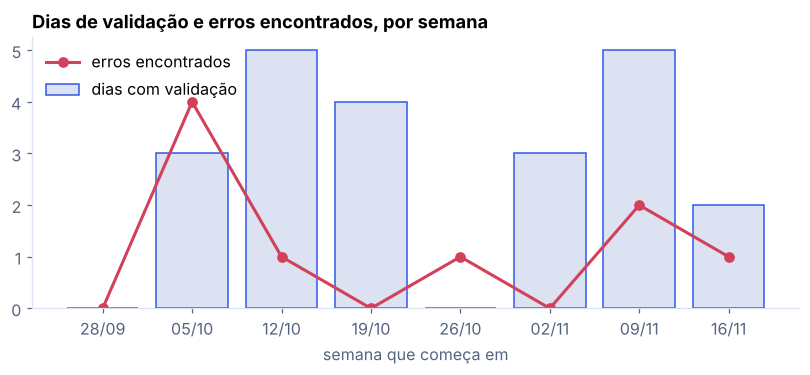 Dias de validação e erros encontrados, por semana
erros encontrados
dias com validação
5
4
3
2
1
0
28/09 05/10 12/10 19/10 26/10 02/11 09/11 16/11
semana que começa em